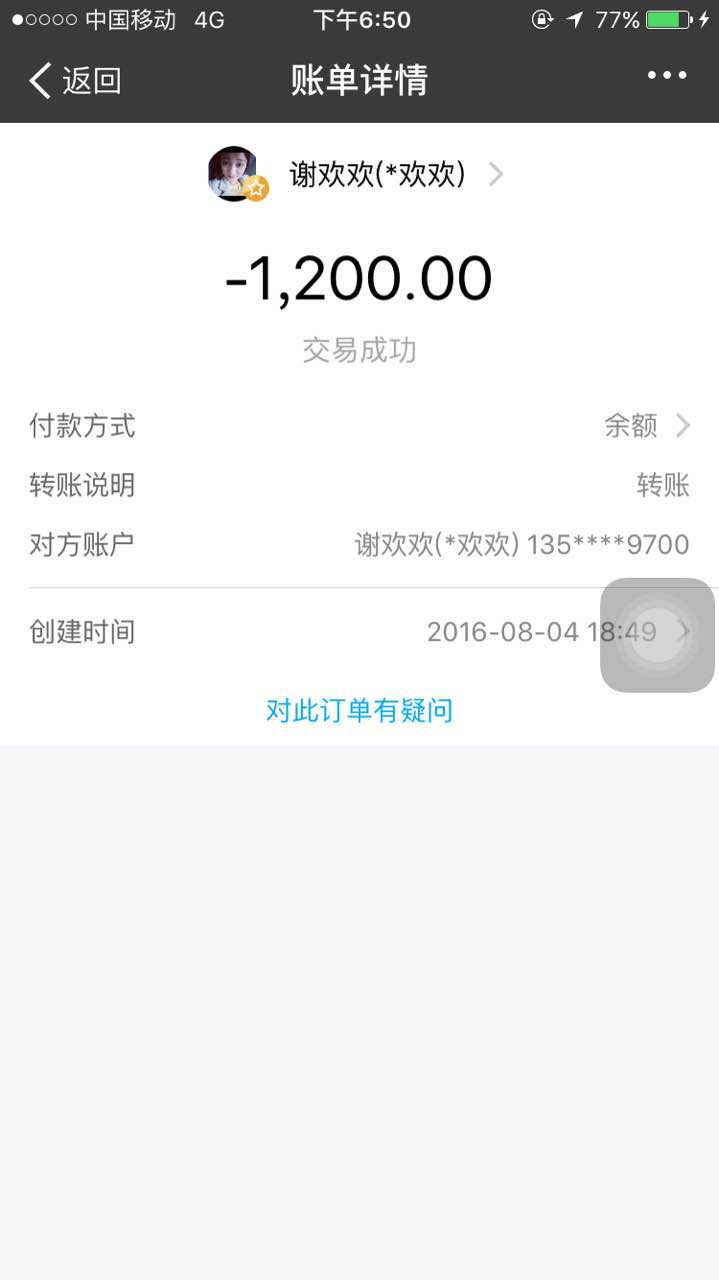 中国移动 4G 下午6:50 77%
返回 账单详情
谢欢欢(*欢欢)
-1,200.00
交易成功
付款方式 余额
转账说明 转账
对方账户 谢欢欢(*欢欢) 135****9700
创建时间 2016-08-04 18:49
对此订单有疑问